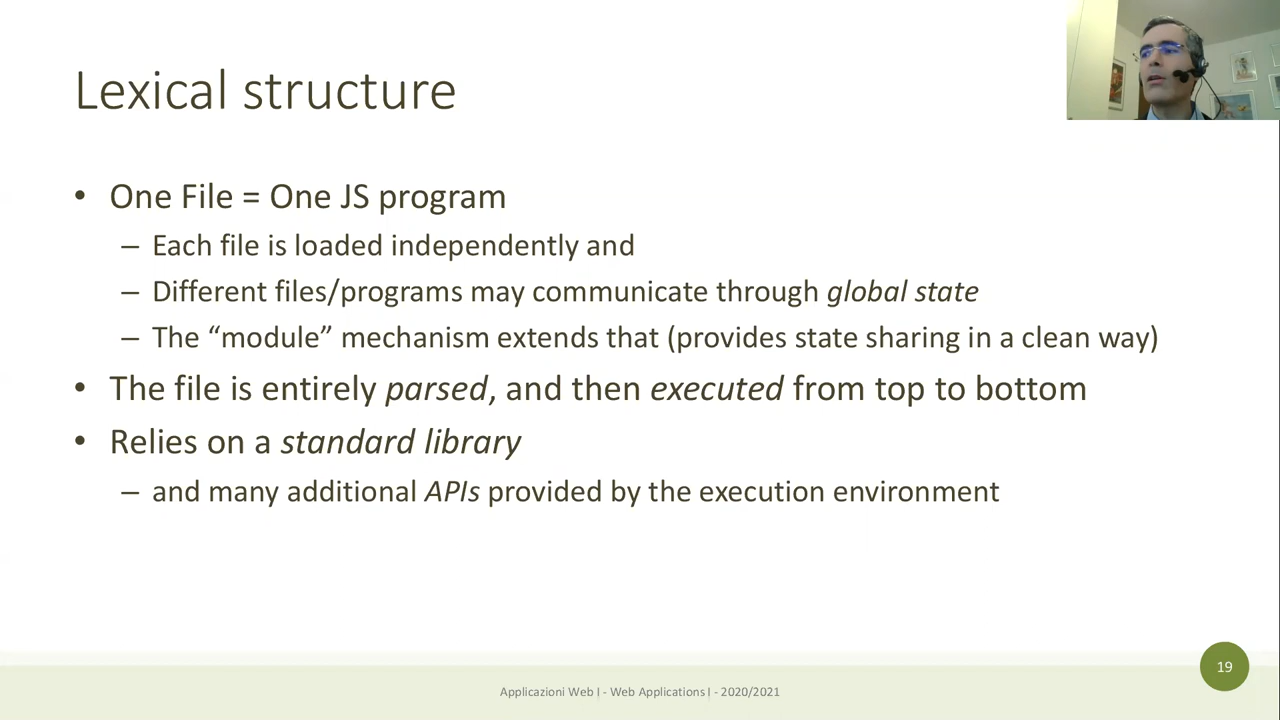 Lexical structure
• One File = One JS program
– Each file is loaded independently and
– Different files/programs may communicate through global state
– The “module” mechanism extends that (provides state sharing in a clean way)
• The file is entirely parsed, and then executed from top to bottom
• Relies on a standard library
– and many additional APIs provided by the execution environment
Applicazioni Web I - Web Applications I - 2020/2021
19